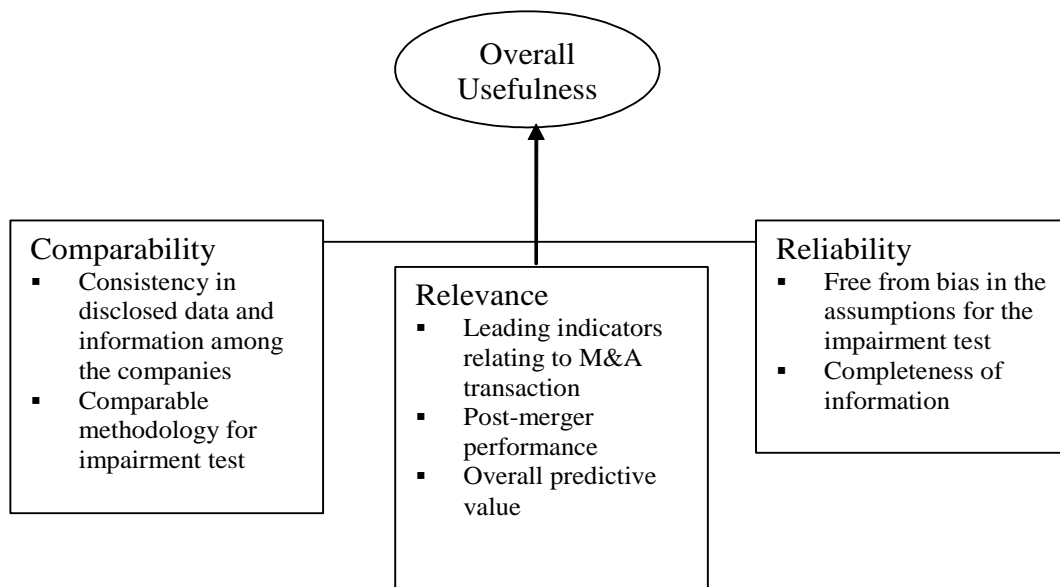 Overall
Usefulness
Comparability
▪ Consistency in
disclosed data and
information among
the companies
▪ Comparable
methodology for
impairment test
Relevance
▪ Leading indicators
relating to M&A
transaction
▪ Post-merger
performance
▪ Overall predictive
value
Reliability
▪ Free from bias in the
assumptions for the
impairment test
▪ Completeness of
information